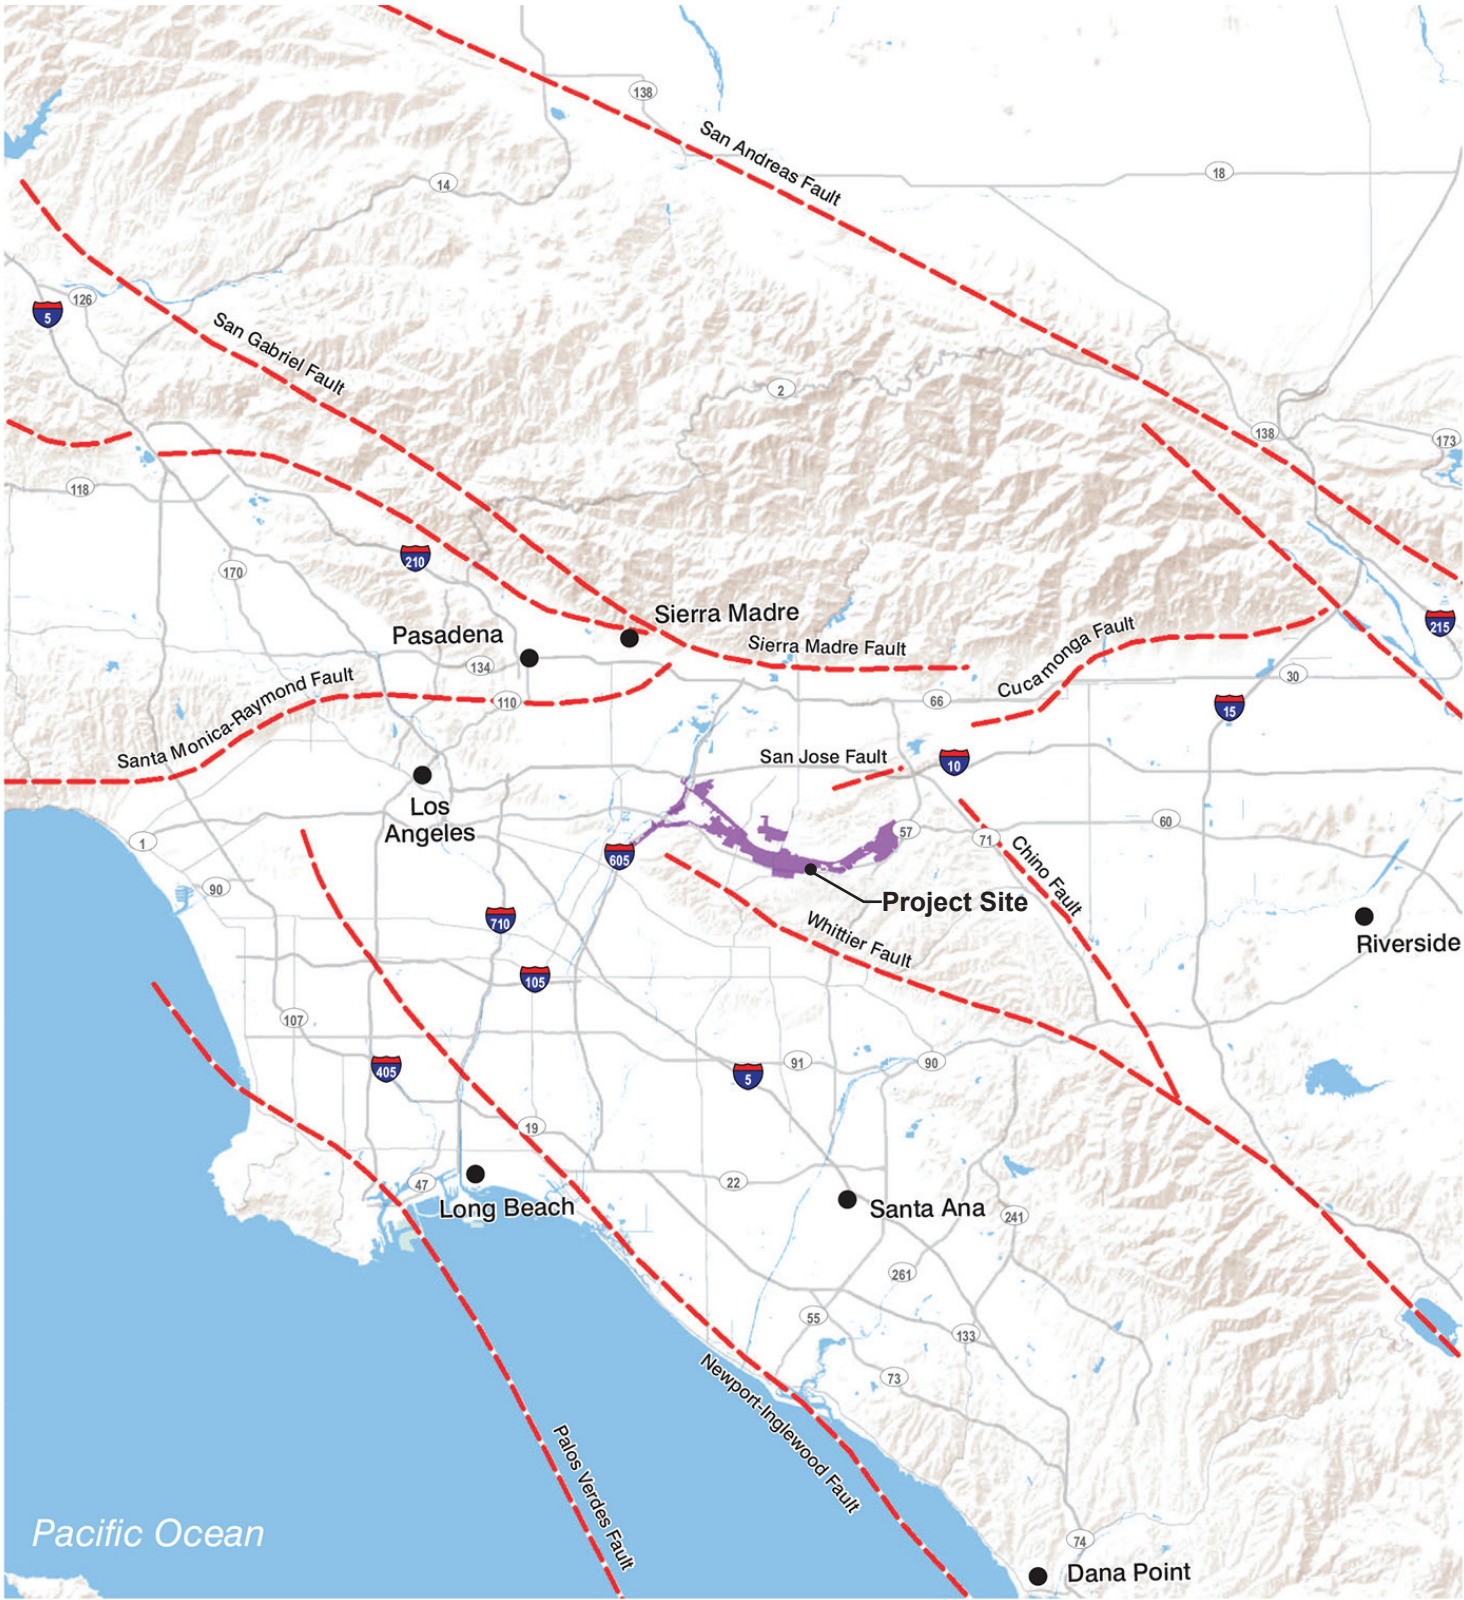 138
San Andreas Fault
18
14
126
5
San Gabriel Fault
2
138
173
118
210
170
215
Sierra Madre
Pasadena
Sierra Madre Fault
Cucamonga Fault
134
30
Santa Monica-Raymond Fault
110
66
15
San Jose Fault
10
Los
Angeles
1
60
57
71
605
Chino Fault
90
Project Site
710
Whittier Fault
Riverside
105
107
405
91
90
5
19
47
22
Long Beach
Santa Ana
241
261
55
133
73
Newport-Inglewood Fault
Palos Verdes Fault
Pacific Ocean
74
Dana Point